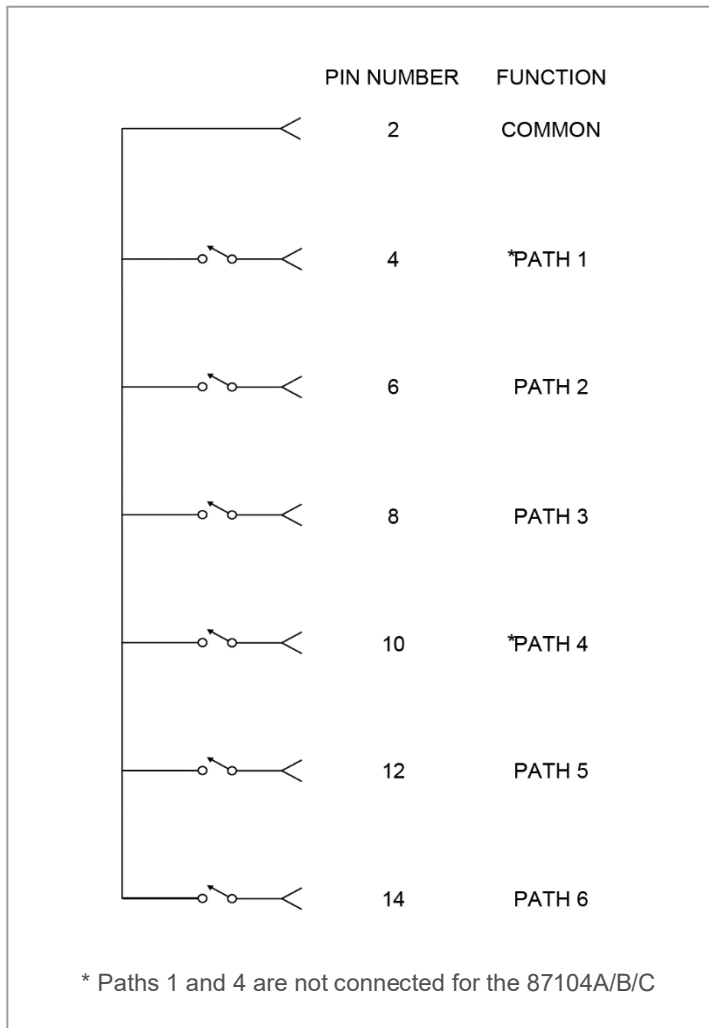 PIN NUMBER FUNCTION
2 COMMON
4 *PATH 1
6 PATH 2
8 PATH 3
10 *PATH 4
12 PATH 5
14 PATH 6
* Paths 1 and 4 are not connected for the 87104A/B/C